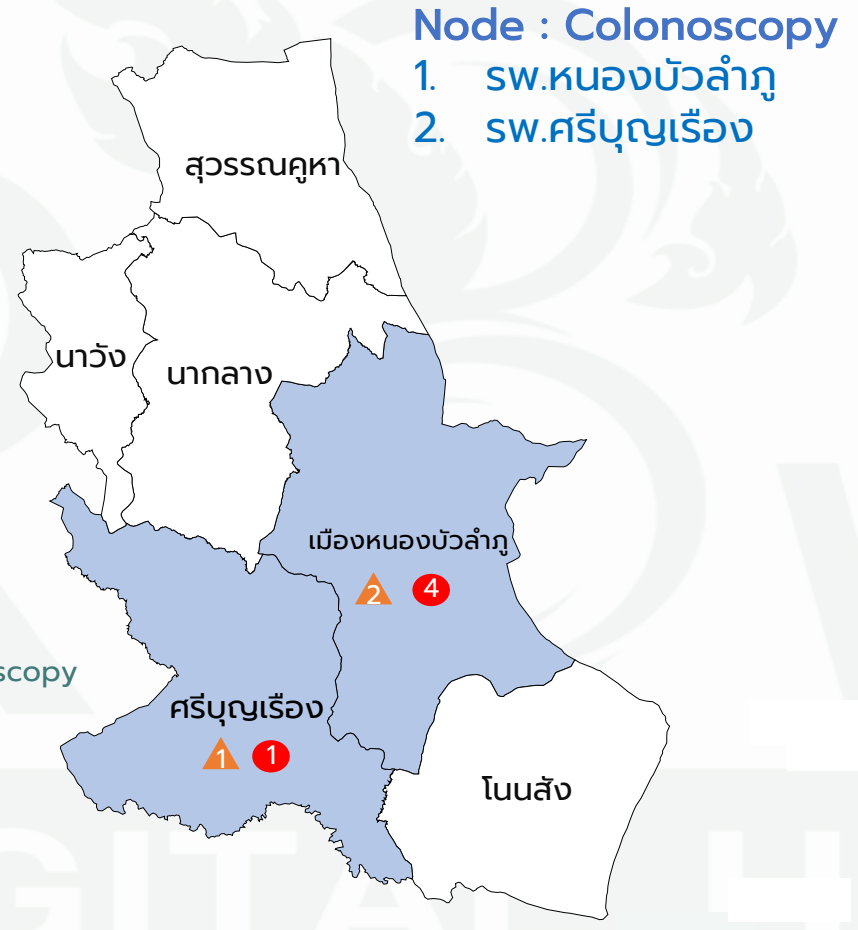 Node : Colonoscopy
1. รพ.หนองบัวลำภู
2. รพ.ศรีบุญเรือง
สุวรรณคูหา
นาวัง
นากลาง
เมืองหนองบัวลำภู
2 4
scopy
ศรีบุญเรือง
1 1
โนนสัง
GITAL H